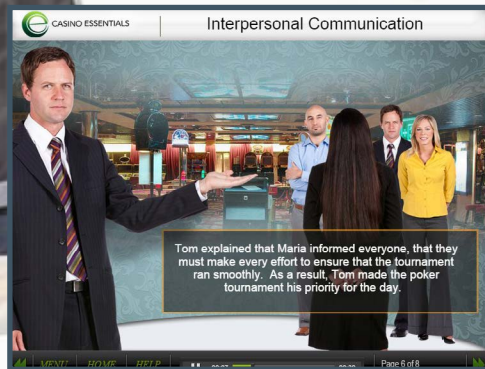 CASINO ESSENTIALS
Interpersonal Communication
Tom explained that Maria informed everyone, that they
must make every effort to ensure that the tournament
ran smoothly. As a result, Tom made the poker
tournament his priority for the day.
MENU HOME HELP
Page 6 of 8